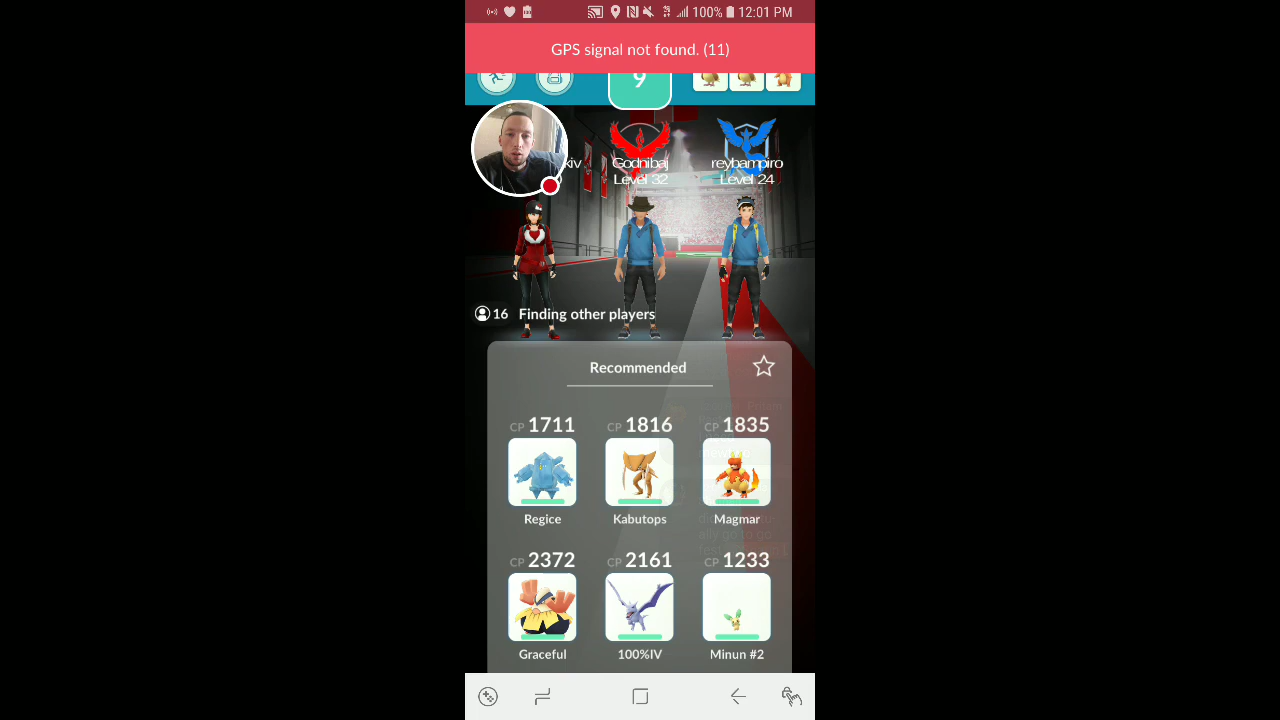 100% 12:01 PM
GPS signal not found. (11)
9
kiv Godnibaj reybampiro
Level 32 Level 24
16 Finding other players
Recommended
CP 1711 CP 1816 CP 1835
Regice Kabutops Magmar
CP 2372 CP 2161 CP 1233
Graceful 100%IV Minun #2